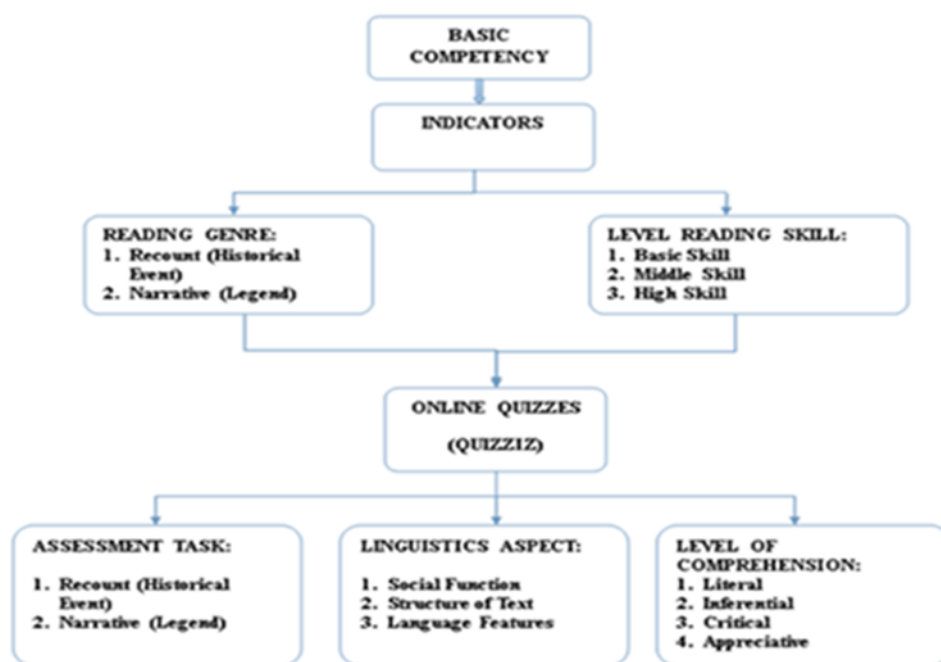 BASIC
COMPETENCY
INDICATORS
READING GENRE:
1. Recount (Historical
Event)
2. Narrative (Legend)
LEVEL READING SKILL:
1. Basic Skill
2. Middle Skill
3. High Skill
ONLINE QUIZZES
(QUIZZIZ)
ASSESSMENT TASK:
1. Recount (Historical
Event)
2. Narrative (Legend)
LINGUISTICS ASPECT:
1. Social Function
2. Structure of Text
3. Language Features
LEVEL OF
COMPREHENSION:
1. Literal
2. Inferential
3. Critical
4. Appreciative